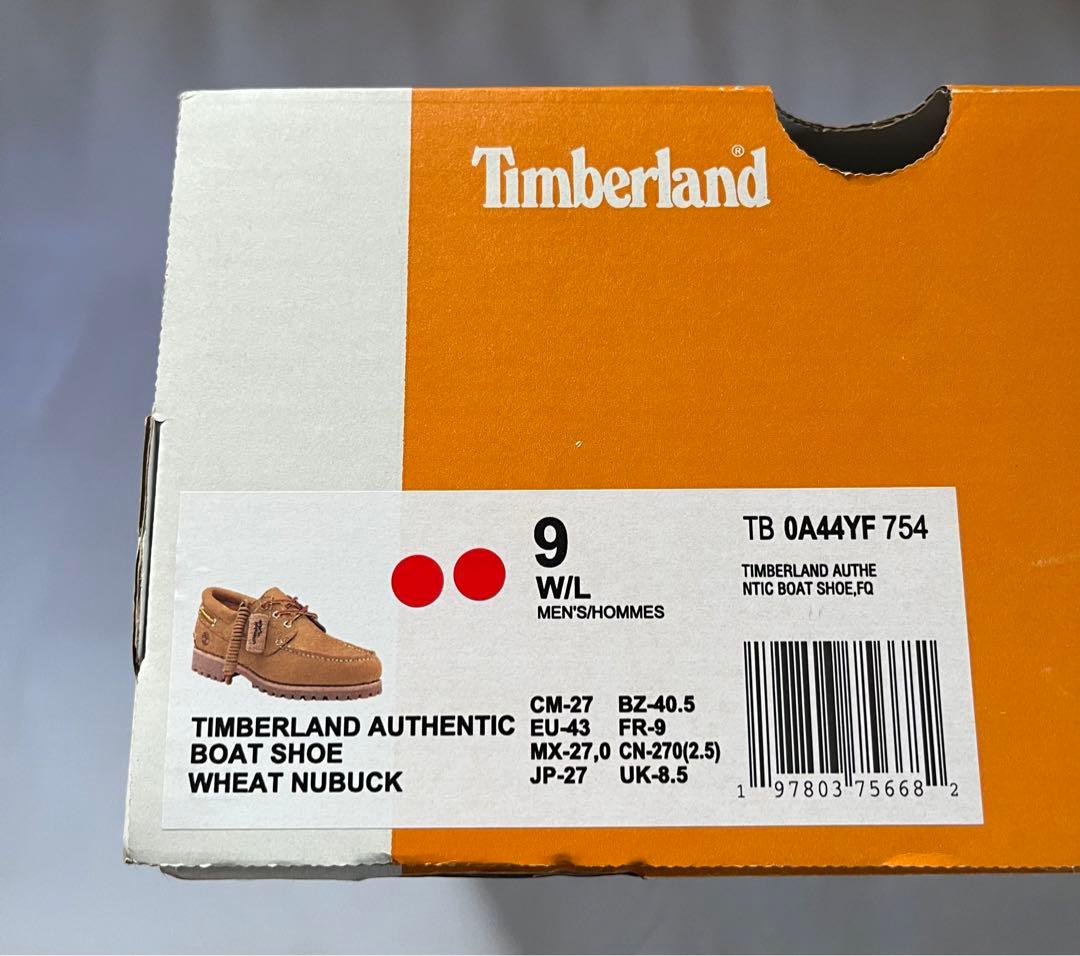 Timberland®
9
W/L
MEN'S/HOMMES
TB 0A44YF 754
TIMBERLAND AUTHE
NTIC BOAT SHOE,FQ
TIMBERLAND AUTHENTIC
BOAT SHOE
WHEAT NUBUCK
CM-27 BZ-40.5
EU-43 FR-9
MX-27,0 CN-270(2.5)
JP-27 UK-8.5
1 97803 75668 2